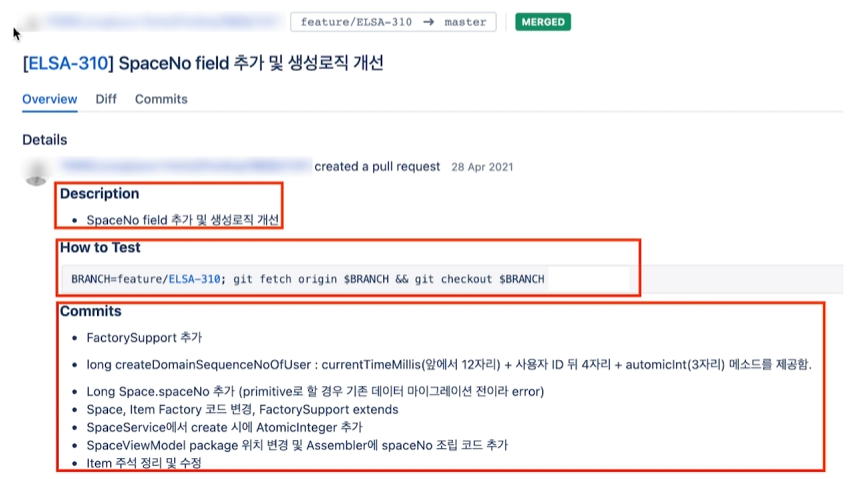 feature/ELSA-310 → master
MERGED
[ELSA-310] SpaceNo field 추가 및 생성로직 개선
Overview Diff Commits
Details
created a pull request 28 Apr 2021
Description
• SpaceNo field 추가 및 생성로직 개선
How to Test
BRANCH=feature/ELSA-310; git fetch origin $BRANCH && git checkout $BRANCH
Commits
• FactorySupport 추가
• long createDomainSequenceNoOfUser : currentTimeMillis(앞에서 12자리) + 사용자 ID 뒤 4자리 + automicInt(3자리) 메소드를 제공함.
• Long Space.spaceNo 추가 (primitive로 할 경우 기존 데이터 마이그레이션 전이라 error)
• Space, Item Factory 코드 변경, FactorySupport extends
• SpaceService에서 create 시에 AtomicInteger 추가
• SpaceViewModel package 위치 변경 및 Assembler에 spaceNo 조립 코드 추가
• Item 주석 정리 및 수정